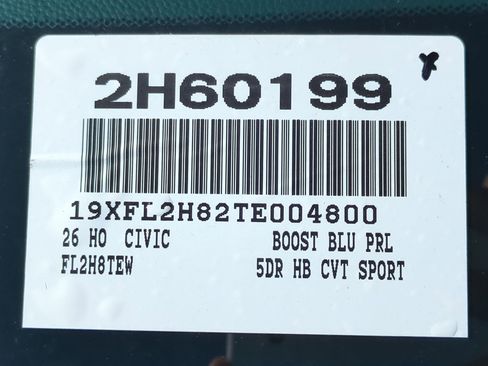 2H60199
19XFL2H82TE004800
26 HO CIVIC BOOST BLU PRL
FL2H8TEW 5DR HB CVT SPORT